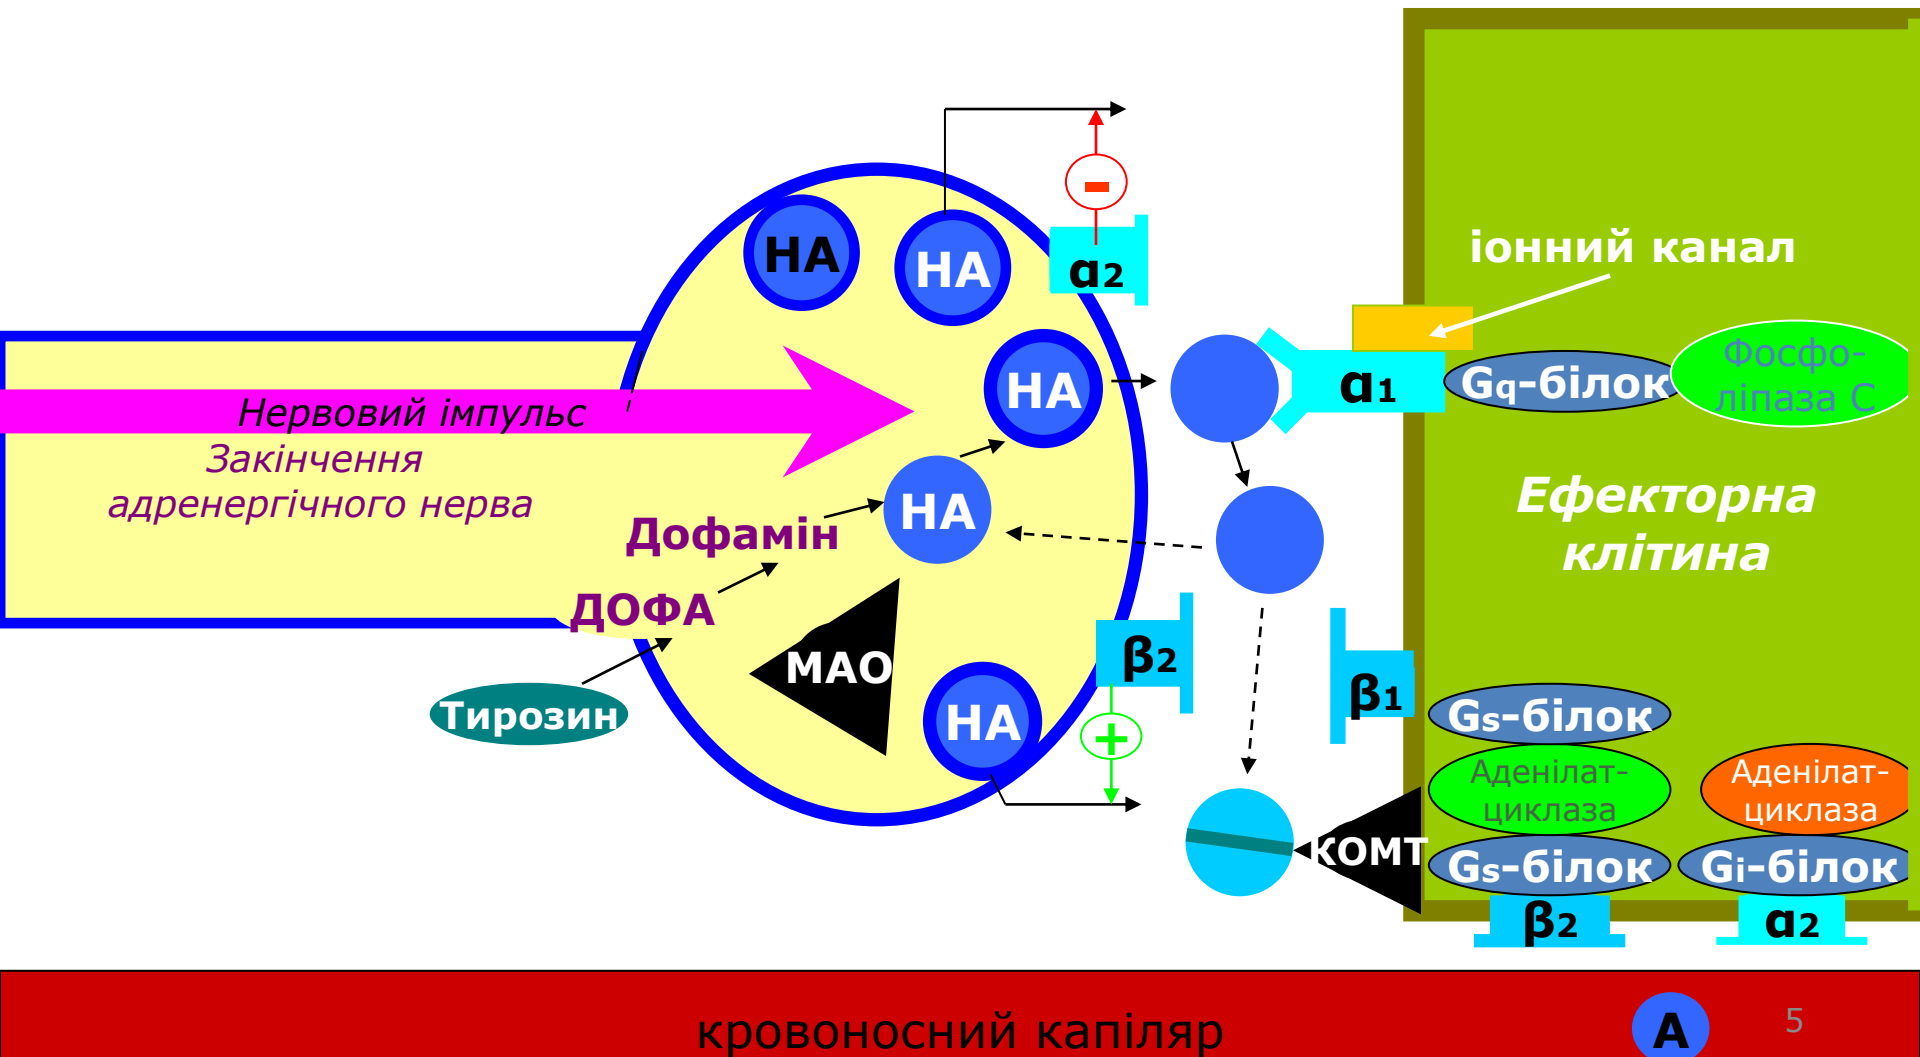 НА
НА
α2
-
іонний канал
НА
α1
Gq-білок
Фосфо-
ліпаза С
Нервовий імпульс
Закінчення
адренергічного нерва
НА
Дофамін
ДОФА
Ефекторна
клітина
МАО
β2
β1
Тирозин
НА
+
Gs-білок
Аденілат-
циклаза
Аденілат-
циклаза
КОМТ
Gs-білок
Gi-білок
β2
α2
кровоносний капіляр
А
5